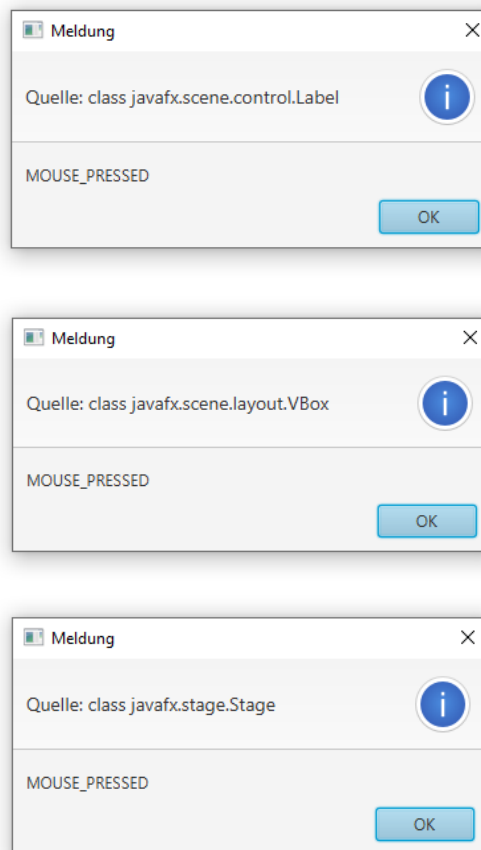 Meldung
Quelle: class javafx.scene.control.Label
MOUSE_PRESSED
OK
Meldung
Quelle: class javafx.scene.layout.VBox
MOUSE_PRESSED
OK
Meldung
Quelle: class javafx.stage.Stage
MOUSE_PRESSED
OK